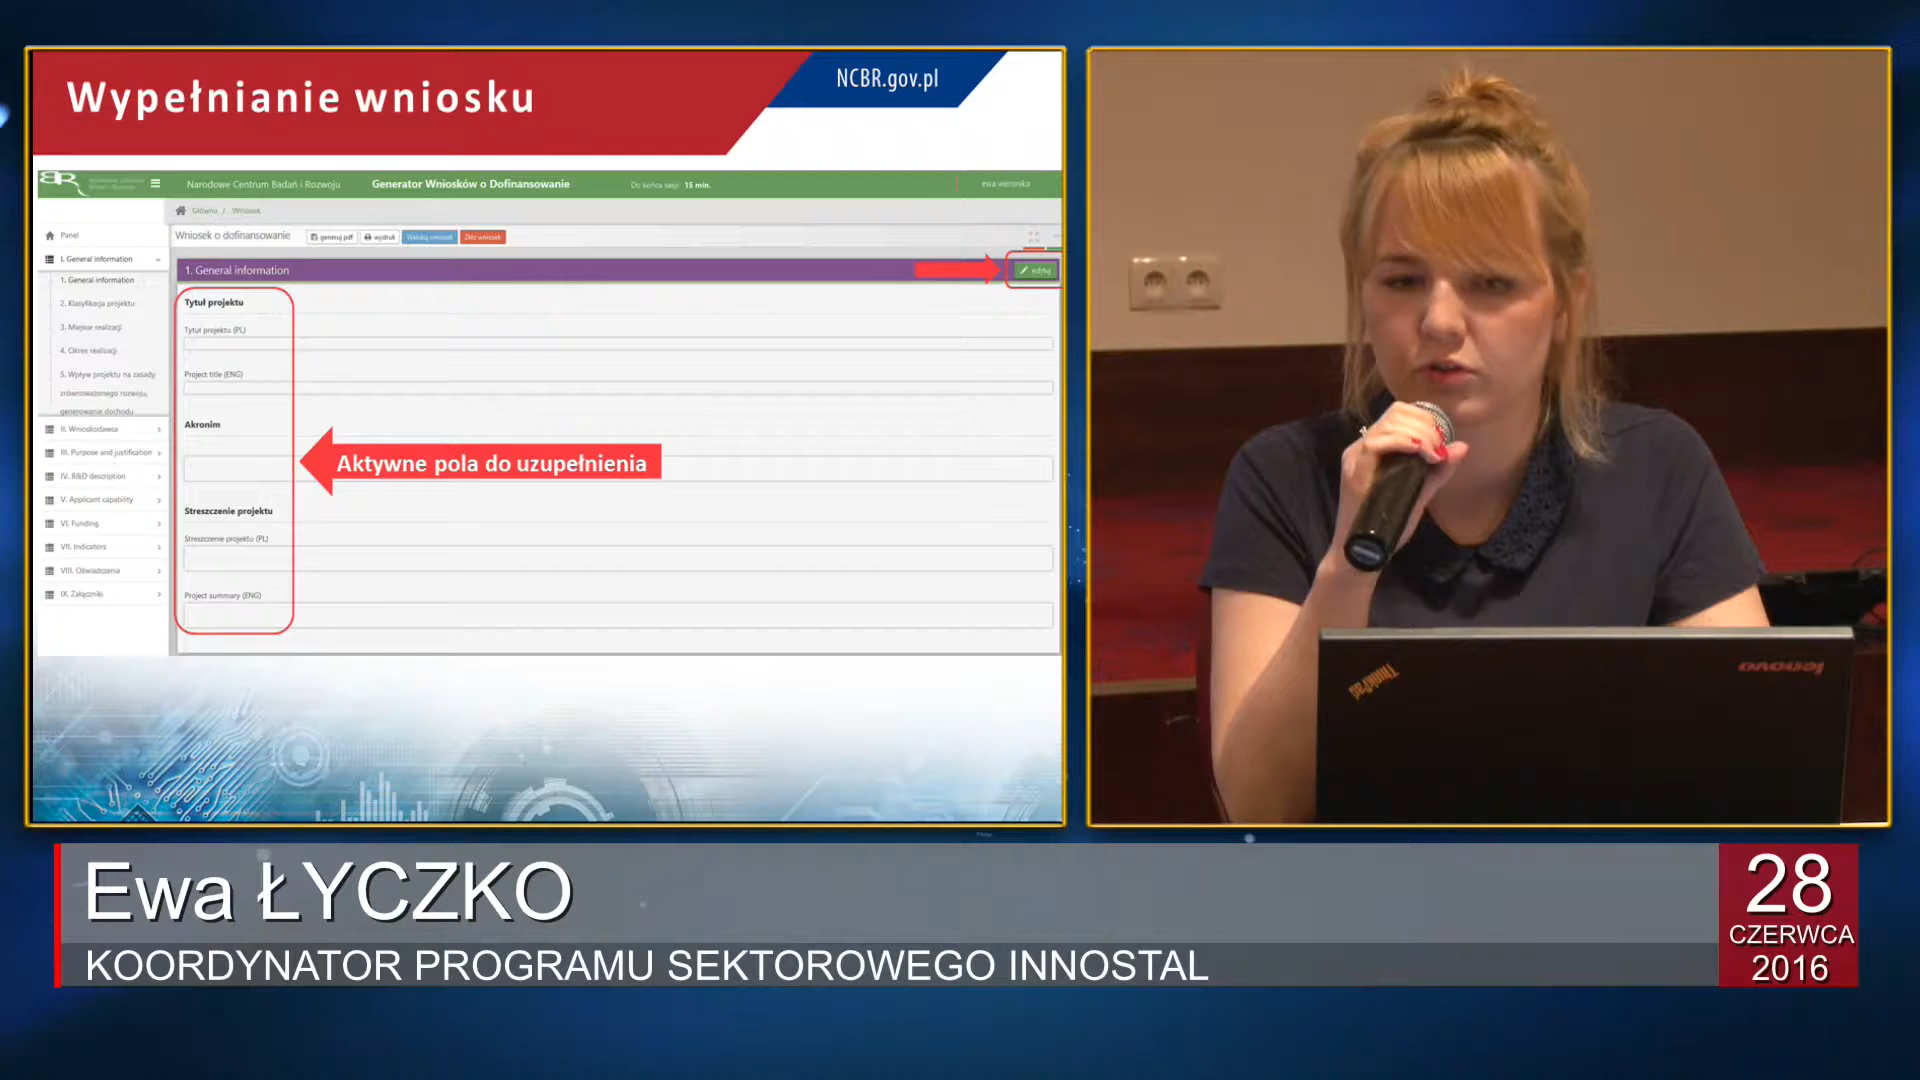 Wypełnianie wniosku
NCBR.gov.pl
Narodowe Centrum Badań i Rozwoju
Generator Wniosków o Dofinansowanie
Do końca sesji: 15 min.
ewa weronika
Główna / Wniosek
Panel
I. General information
1. General information
2. Klasyfikacja projektu
3. Miejsce realizacji
4. Okres realizacji
5. Wpływ projektu na zasady
zrównoważonego rozwoju,
generowanie dochodu
II. Wnioskodawca
III. Purpose and justification
IV. R&D description
V. Applicant capability
VI. Funding
VII. Indicators
VIII. Oświadczenia
IX. Załączniki
Wniosek o dofinansowanie
generuj pdf
wydruk
Waliduj wniosek
Złóż wniosek
1. General information
edytuj
Tytuł projektu
Tytuł projektu (PL)
Project title (ENG)
Akronim
Aktywne pola do uzupełnienia
Streszczenie projektu
Streszczenie projektu (PL)
Project summary (ENG)
ThinkPad
lenovo
Ewa ŁYCZKO
KOORDYNATOR PROGRAMU SEKTOROWEGO INNOSTAL
28
CZERWCA
2016